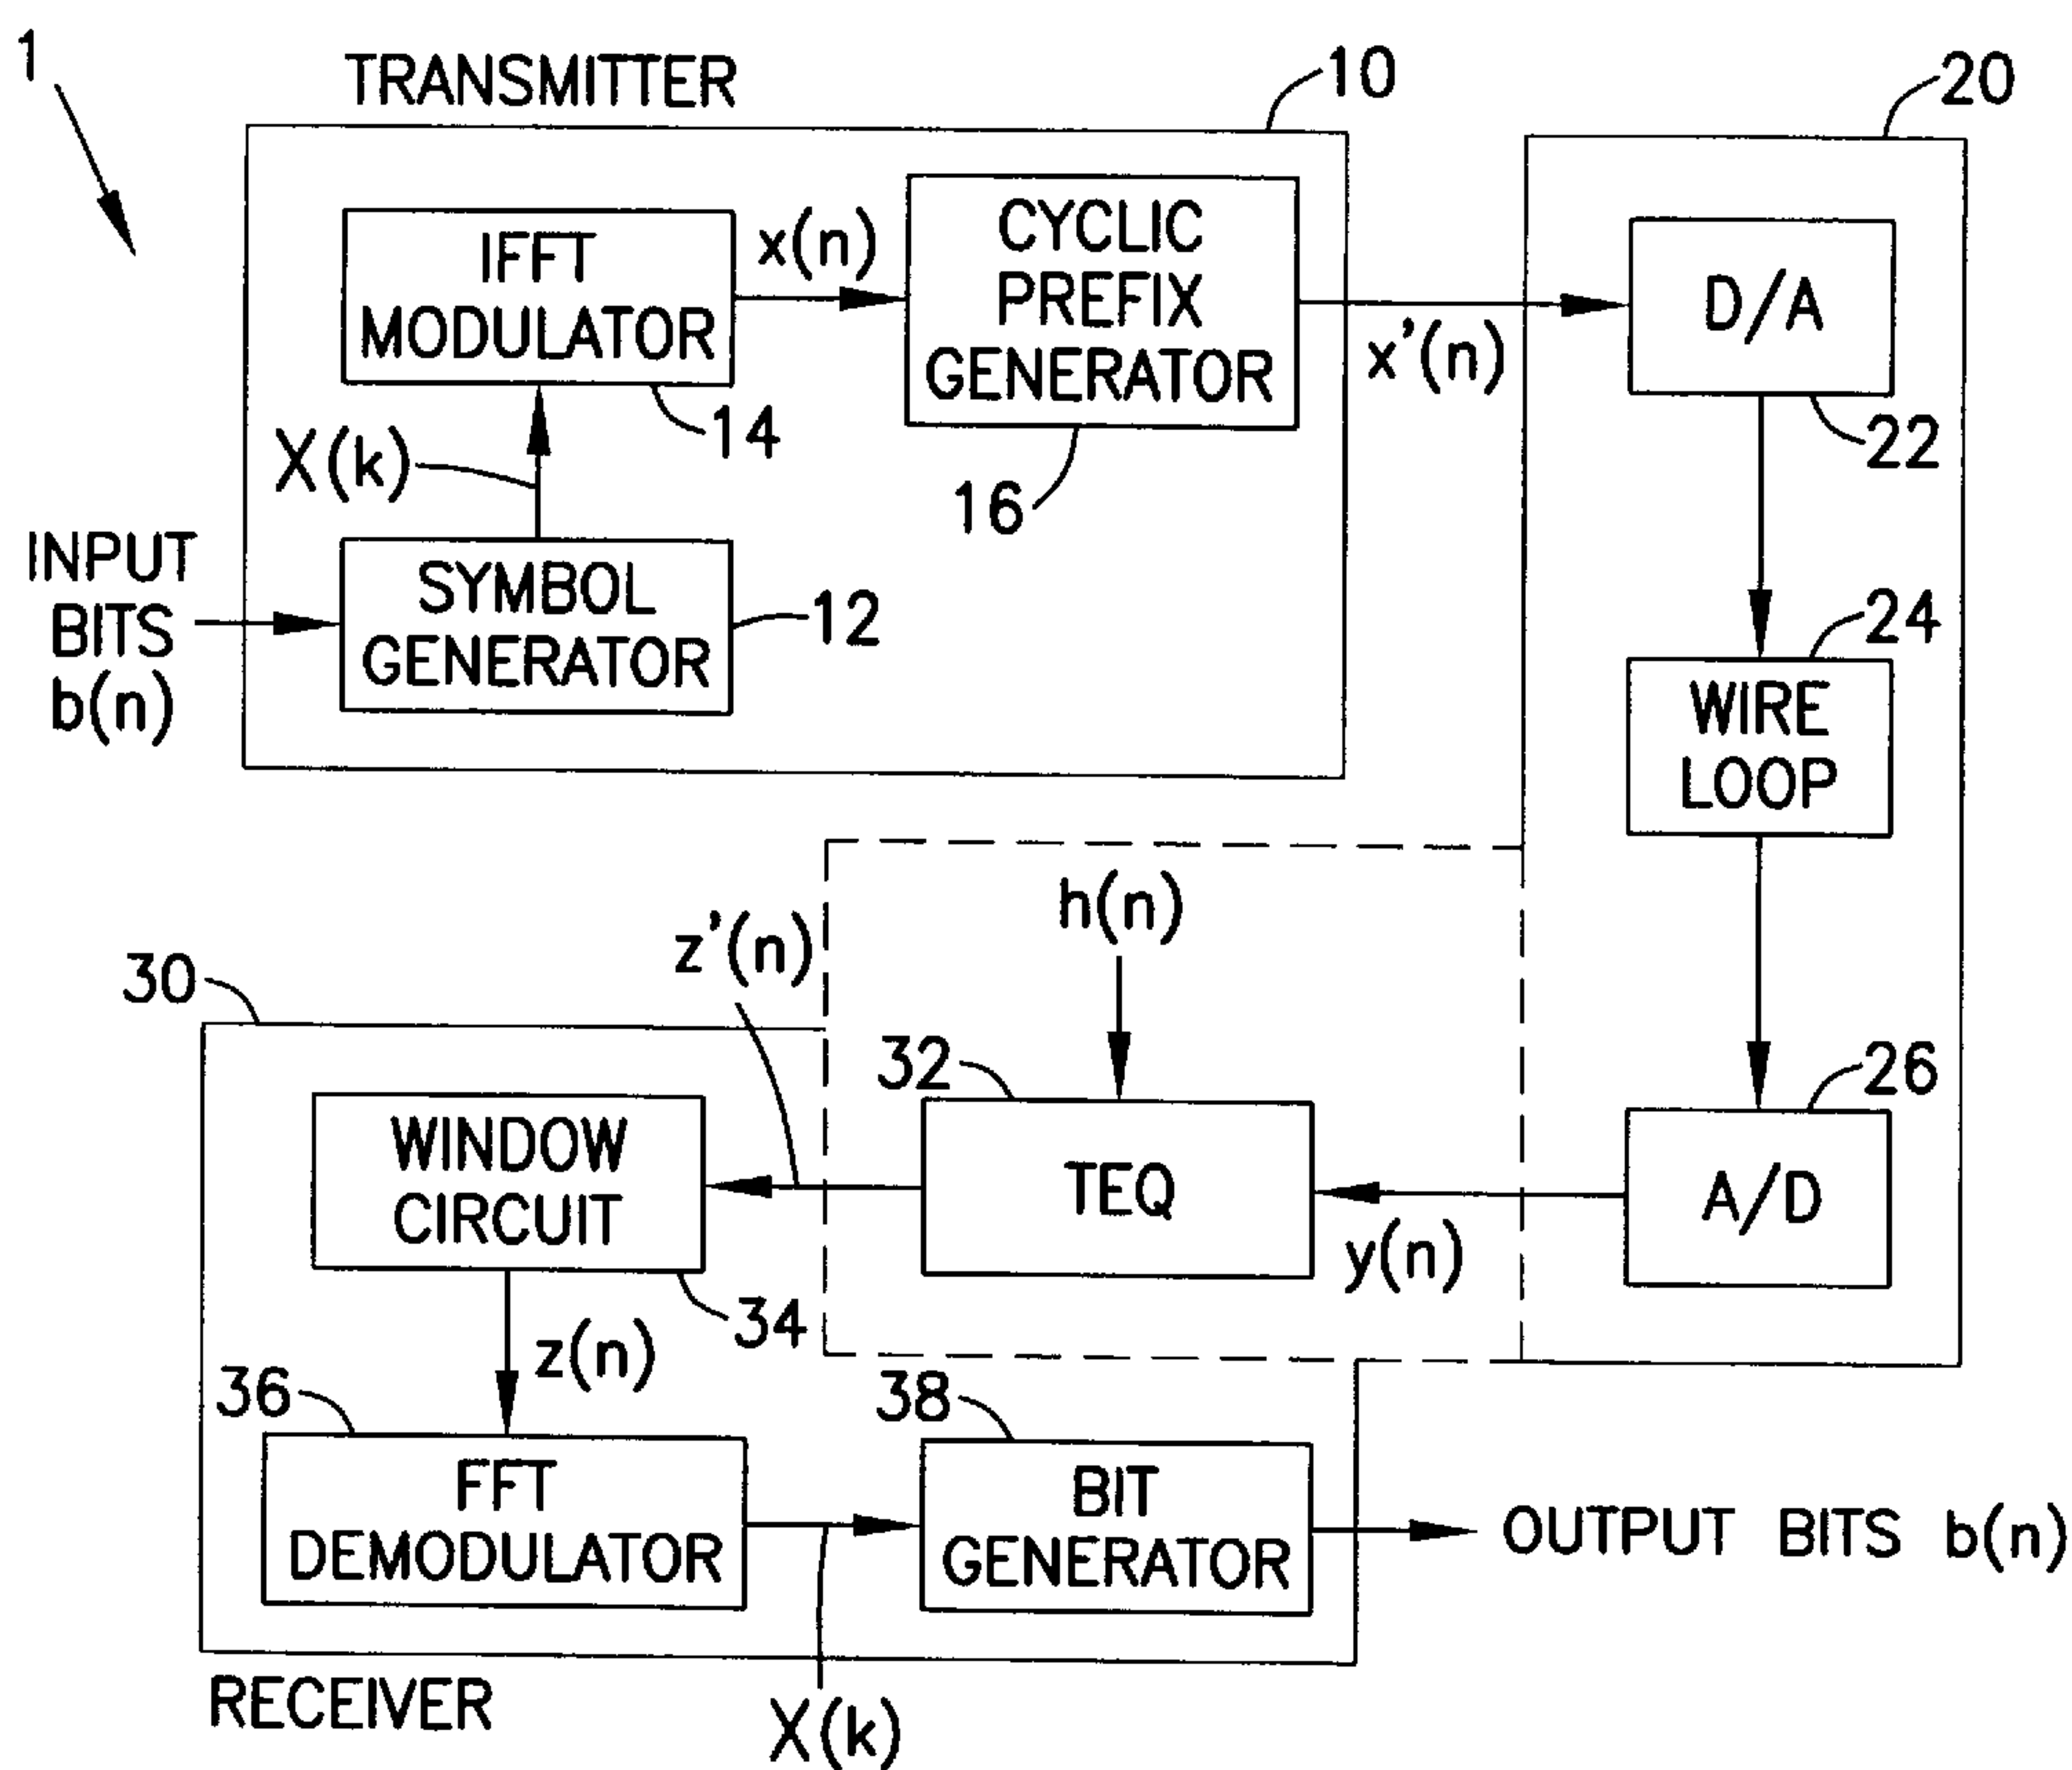 1
TRANSMITTER
10
20
IFFT
MODULATOR
x(n)
CYCLIC
PREFIX
GENERATOR
x'(n)
D/A
14
22
X(k)
16
INPUT
BITS
b(n)
SYMBOL
GENERATOR
12
24
WIRE
LOOP
h(n)
z'(n)
30
32
26
WINDOW
CIRCUIT
TEQ
A/D
y(n)
34
z(n)
36
38
FFT
DEMODULATOR
BIT
GENERATOR
OUTPUT BITS b(n)
RECEIVER
X(k)